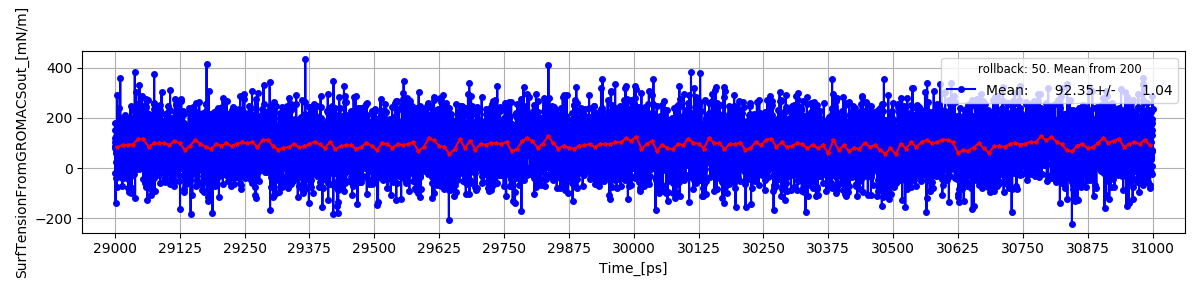 SurfTensionFromGROMACSout_[mN/m]
400
200
0
−200
rollback: 50. Mean from 200
Mean: 92.35+/- 1.04
29000 29125 29250 29375 29500 29625 29750 29875 30000 30125 30250 30375 30500 30625 30750 30875 31000
Time_[ps]